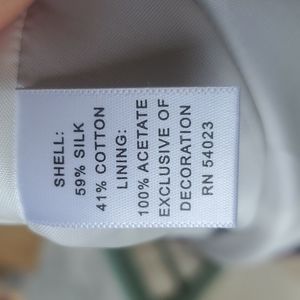 SHELL:
59% SILK
41% COTTON
LINING:
100% ACETATE
EXCLUSIVE OF
DECORATION
RN 54023